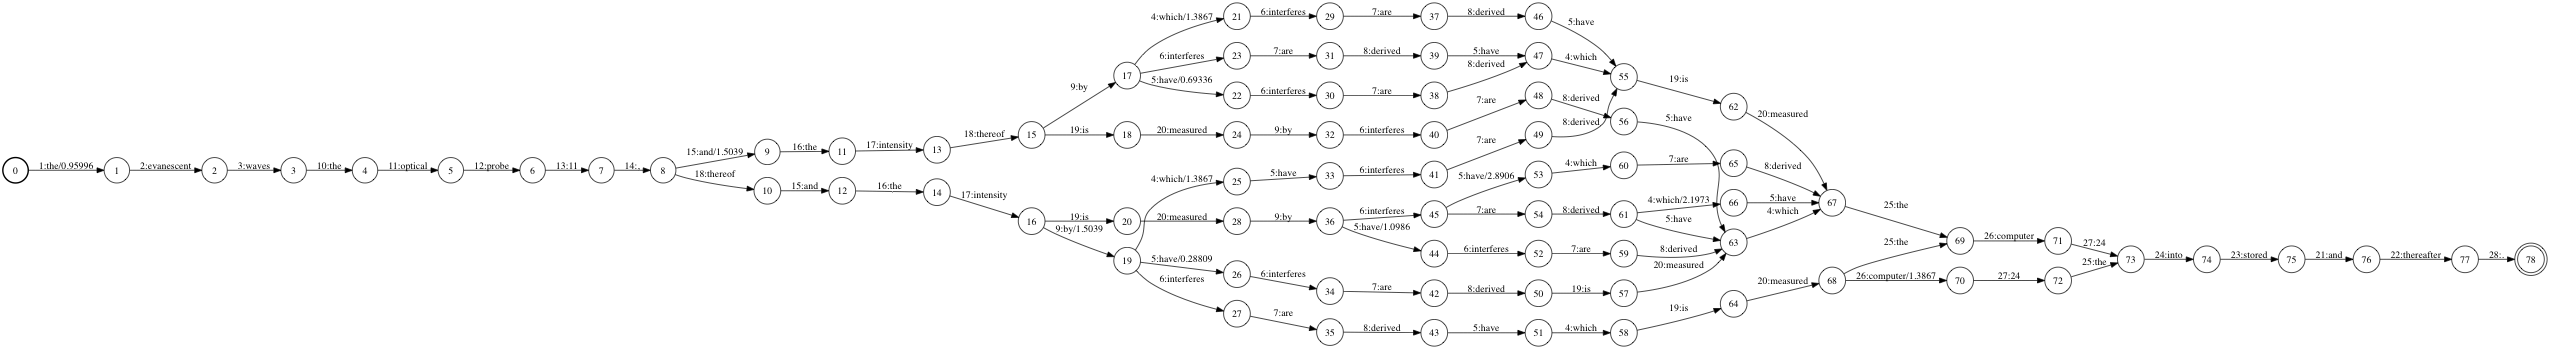 0 1:the/0.95996 1 2:evanescent 2 3:waves 3 10:the 4 11:optical 5 12:probe 6 13:11 7 14:, 8
15:and/1.5039 9 16:the 11 17:intensity 13 18:thereof 15
18:thereof 10 15:and 12 16:the 14 17:intensity 16
9:by 17 4:which/1.3867 21 6:interferes 29 7:are 37 8:derived 46 5:have
6:interferes 23 7:are 31 8:derived 39 5:have 47 4:which 55 19:is 62 20:measured
5:have/0.69336 22 6:interferes 30 7:are 38 8:derived
19:is 18 20:measured 24 9:by 32 6:interferes 40 7:are 48 8:derived 56 5:have
4:which/1.3867 25 5:have 33 6:interferes 41 7:are 49 8:derived
5:have/2.8906 53 4:which 60 7:are 65 8:derived
19:is 20 20:measured 28 9:by 36 6:interferes 45 7:are 54 8:derived 61 4:which/2.1973 66 5:have 67 25:the
5:have 63 4:which
5:have/1.0986 44 6:interferes 52 7:are 59 8:derived
9:by/1.5039 19 5:have/0.28809 26 6:interferes 34 7:are 42 8:derived 50 19:is 57 20:measured
6:interferes 27 7:are 35 8:derived 43 5:have 51 4:which 58 19:is 64 20:measured 68
25:the 69 26:computer 71 27:24
26:computer/1.3867 70 27:24 72 25:the
73 24:into 74 23:stored 75 21:and 76 22:thereafter 77 28:. 78